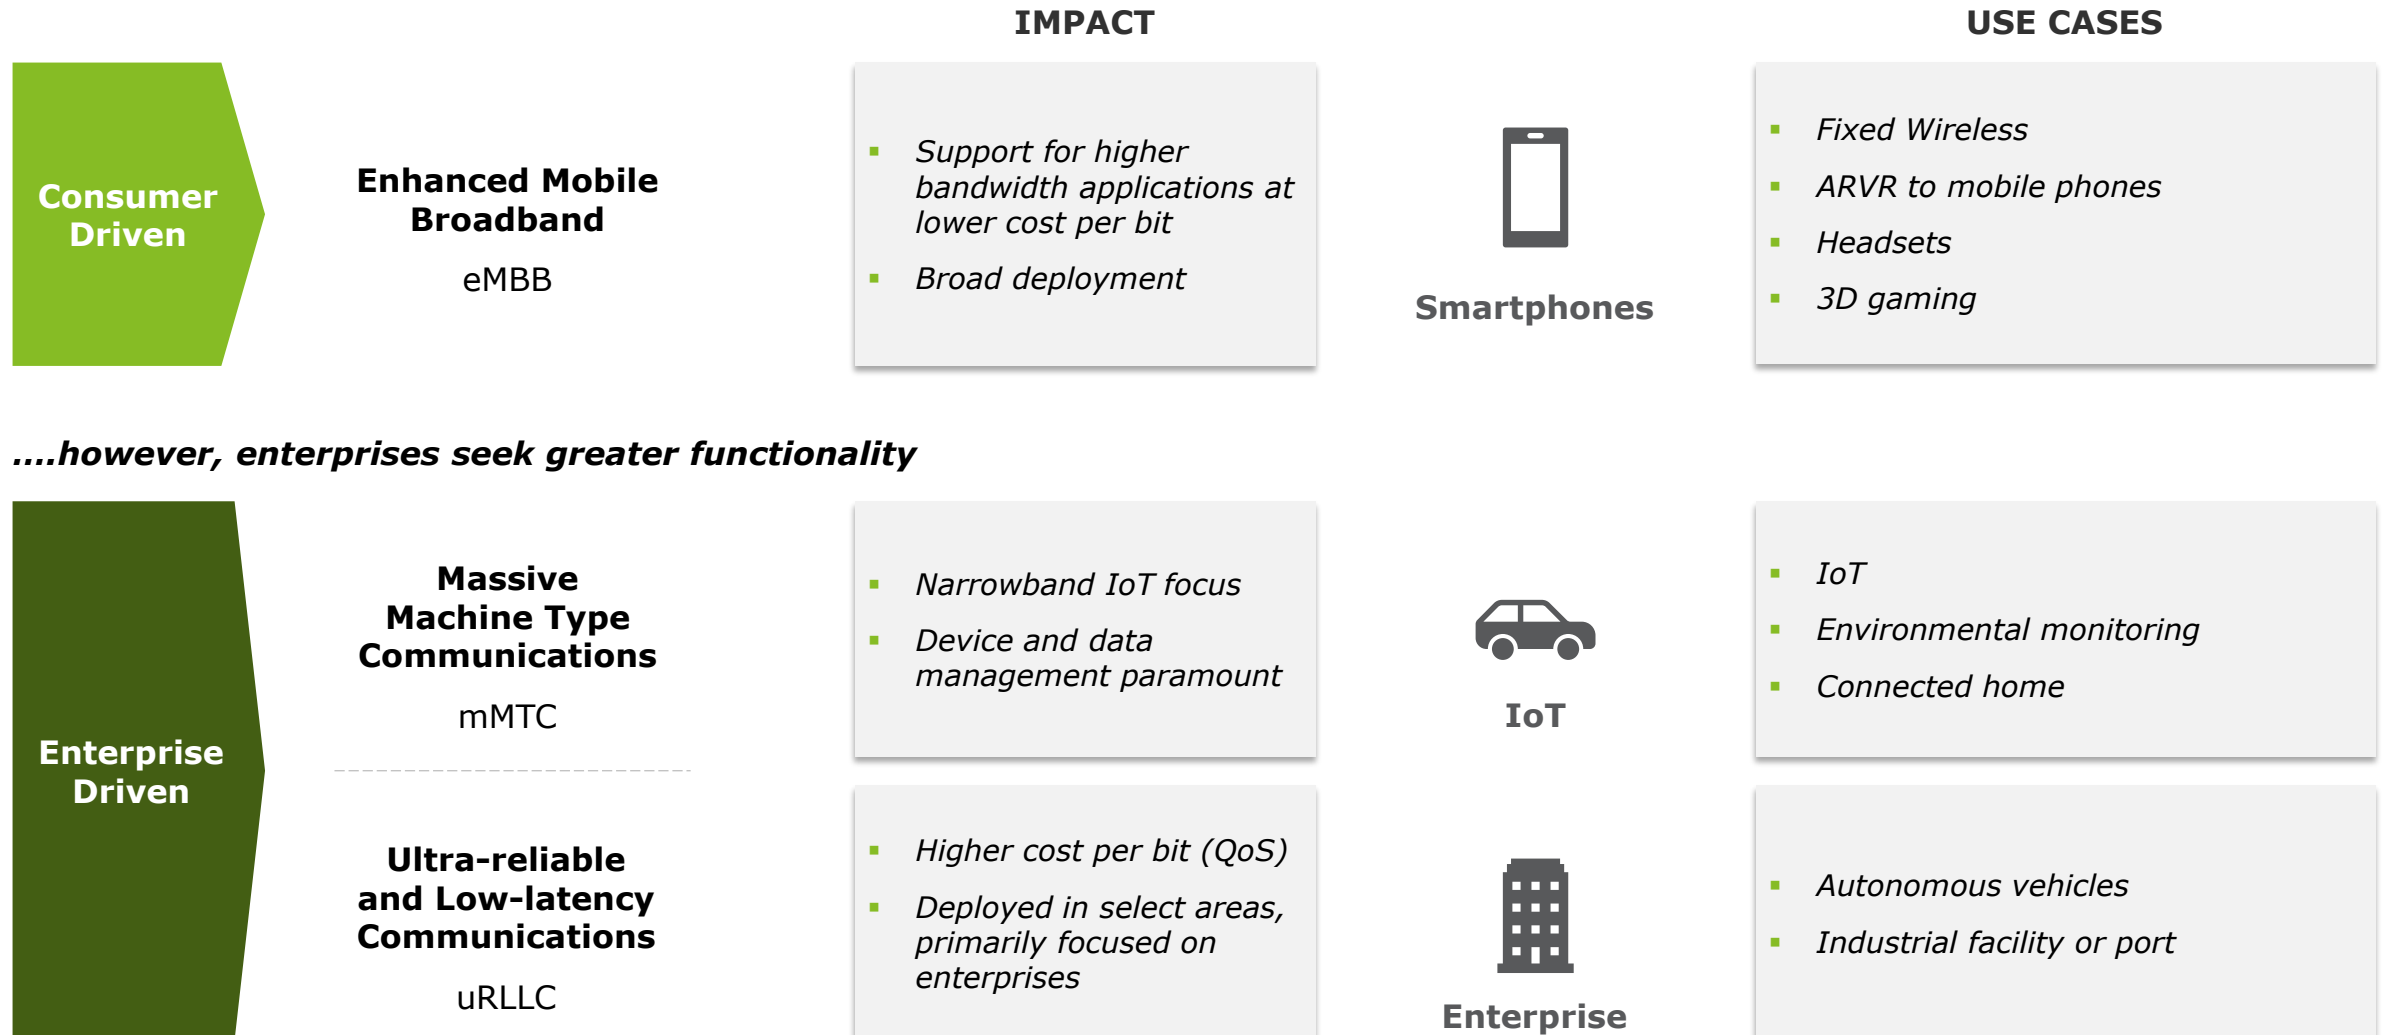 IMPACT
USE CASES
Consumer
Driven
Enhanced Mobile
Broadband
eMBB
▪ Support for higher
bandwidth applications at
lower cost per bit
▪ Broad deployment
Smartphones
▪ Fixed Wireless
▪ ARVR to mobile phones
▪ Headsets
▪ 3D gaming
....however, enterprises seek greater functionality
Enterprise
Driven
Massive
Machine Type
Communications
mMTC
▪ Narrowband IoT focus
▪ Device and data
management paramount
IoT
▪ IoT
▪ Environmental monitoring
▪ Connected home
Ultra-reliable
and Low-latency
Communications
uRLLC
▪ Higher cost per bit (QoS)
▪ Deployed in select areas,
primarily focused on
enterprises
Enterprise
▪ Autonomous vehicles
▪ Industrial facility or port